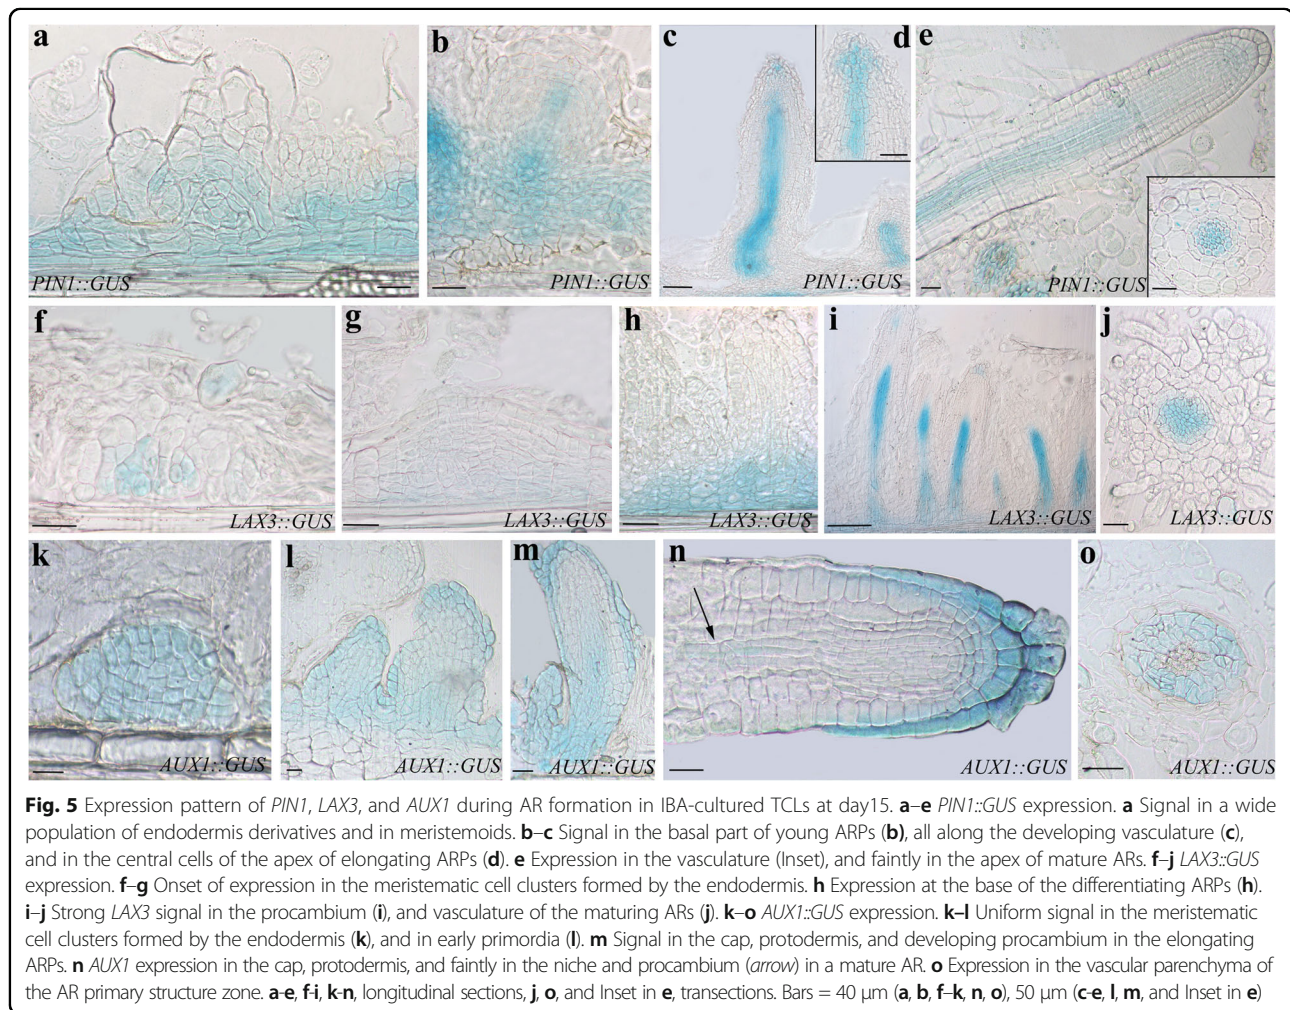 a
b
c
d
e
PIN1::GUS
PIN1::GUS
PIN1::GUS
PIN1::GUS
f
g
h
i
j
LAX3::GUS
LAX3::GUS
LAX3::GUS
LAX3::GUS
LAX3::GUS
k
l
m
n
o
AUX1::GUS
AUX1::GUS
AUX1::GUS
AUX1::GUS
Fig. 5 Expression pattern of PIN1, LAX3, and AUX1 during AR formation in IBA-cultured TCLs at day15. a–e PIN1::GUS expression. a Signal in a wide
population of endodermis derivatives and in meristemoids. b–c Signal in the basal part of young ARPs (b), all along the developing vasculature (c),
and in the central cells of the apex of elongating ARPs (d). e Expression in the vasculature (Inset), and faintly in the apex of mature ARs. f–j LAX3::GUS
expression. f–g Onset of expression in the meristematic cell clusters formed by the endodermis. h Expression at the base of the differentiating ARPs (h).
i–j Strong LAX3 signal in the procambium (i), and vasculature of the maturing ARs (j). k–o AUX1::GUS expression. k–l Uniform signal in the meristematic
cell clusters formed by the endodermis (k), and in early primordia (l). m Signal in the cap, protodermis, and developing procambium in the elongating
ARPs. n AUX1 expression in the cap, protodermis, and faintly in the niche and procambium (arrow) in a mature AR. o Expression in the vascular parenchyma of
the AR primary structure zone. a-e, f-i, k-n, longitudinal sections, j, o, and Inset in e, transections. Bars = 40 μm (a, b, f–k, n, o), 50 μm (c-e, l, m, and Inset in e)